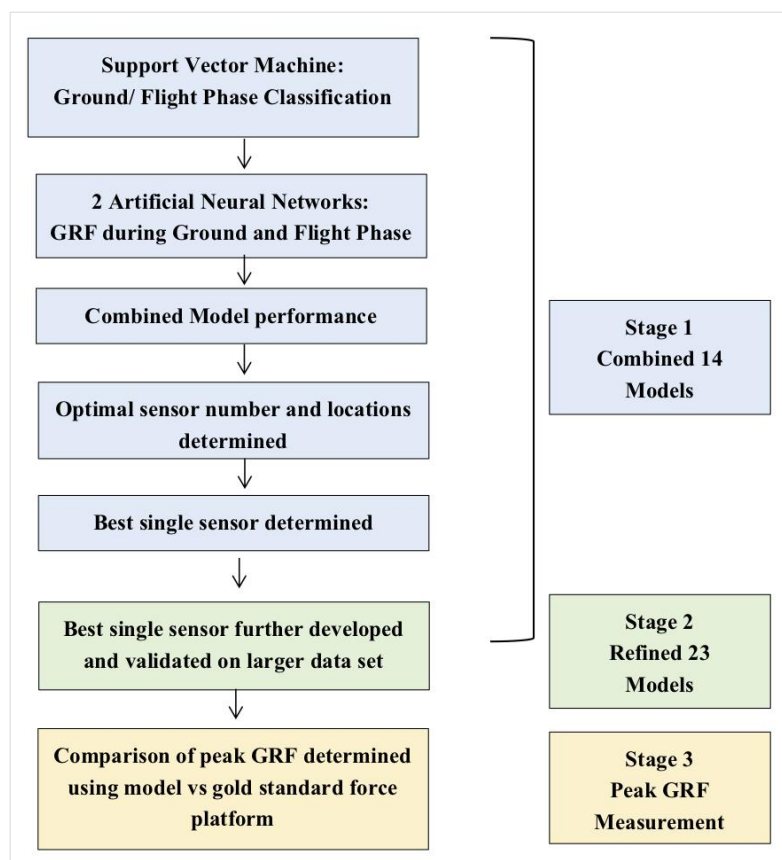 Support Vector Machine:
Ground/ Flight Phase Classification
2 Artificial Neural Networks:
GRF during Ground and Flight Phase
Combined Model performance
Optimal sensor number and locations
determined
Best single sensor determined
Best single sensor further developed
and validated on larger data set
Comparison of peak GRF determined
using model vs gold standard force
platform
Stage 1
Combined 14
Models
Stage 2
Refined 23
Models
Stage 3
Peak GRF
Measurement